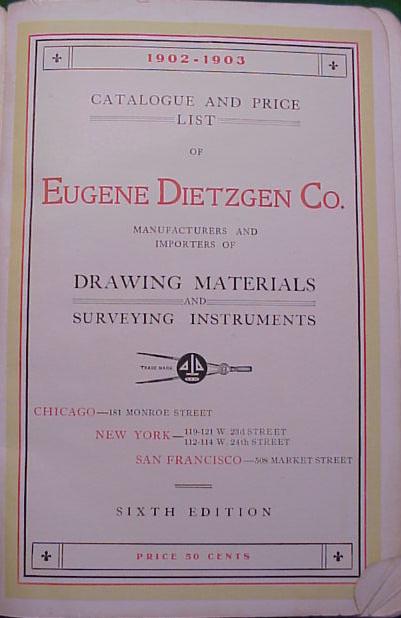 1902-1903
CATALOGUE AND PRICE
LIST
OF
EUGENE DIETZGEN CO.
MANUFACTURERS AND
IMPORTERS OF
DRAWING MATERIALS
AND
SURVEYING INSTRUMENTS
TRADE MARK
CHICAGO—181 MONROE STREET
NEW YORK—119-121 W. 23d STREET
112-114 W. 24th STREET
SAN FRANCISCO—508 MARKET STREET
SIXTH EDITION
PRICE 50 CENTS